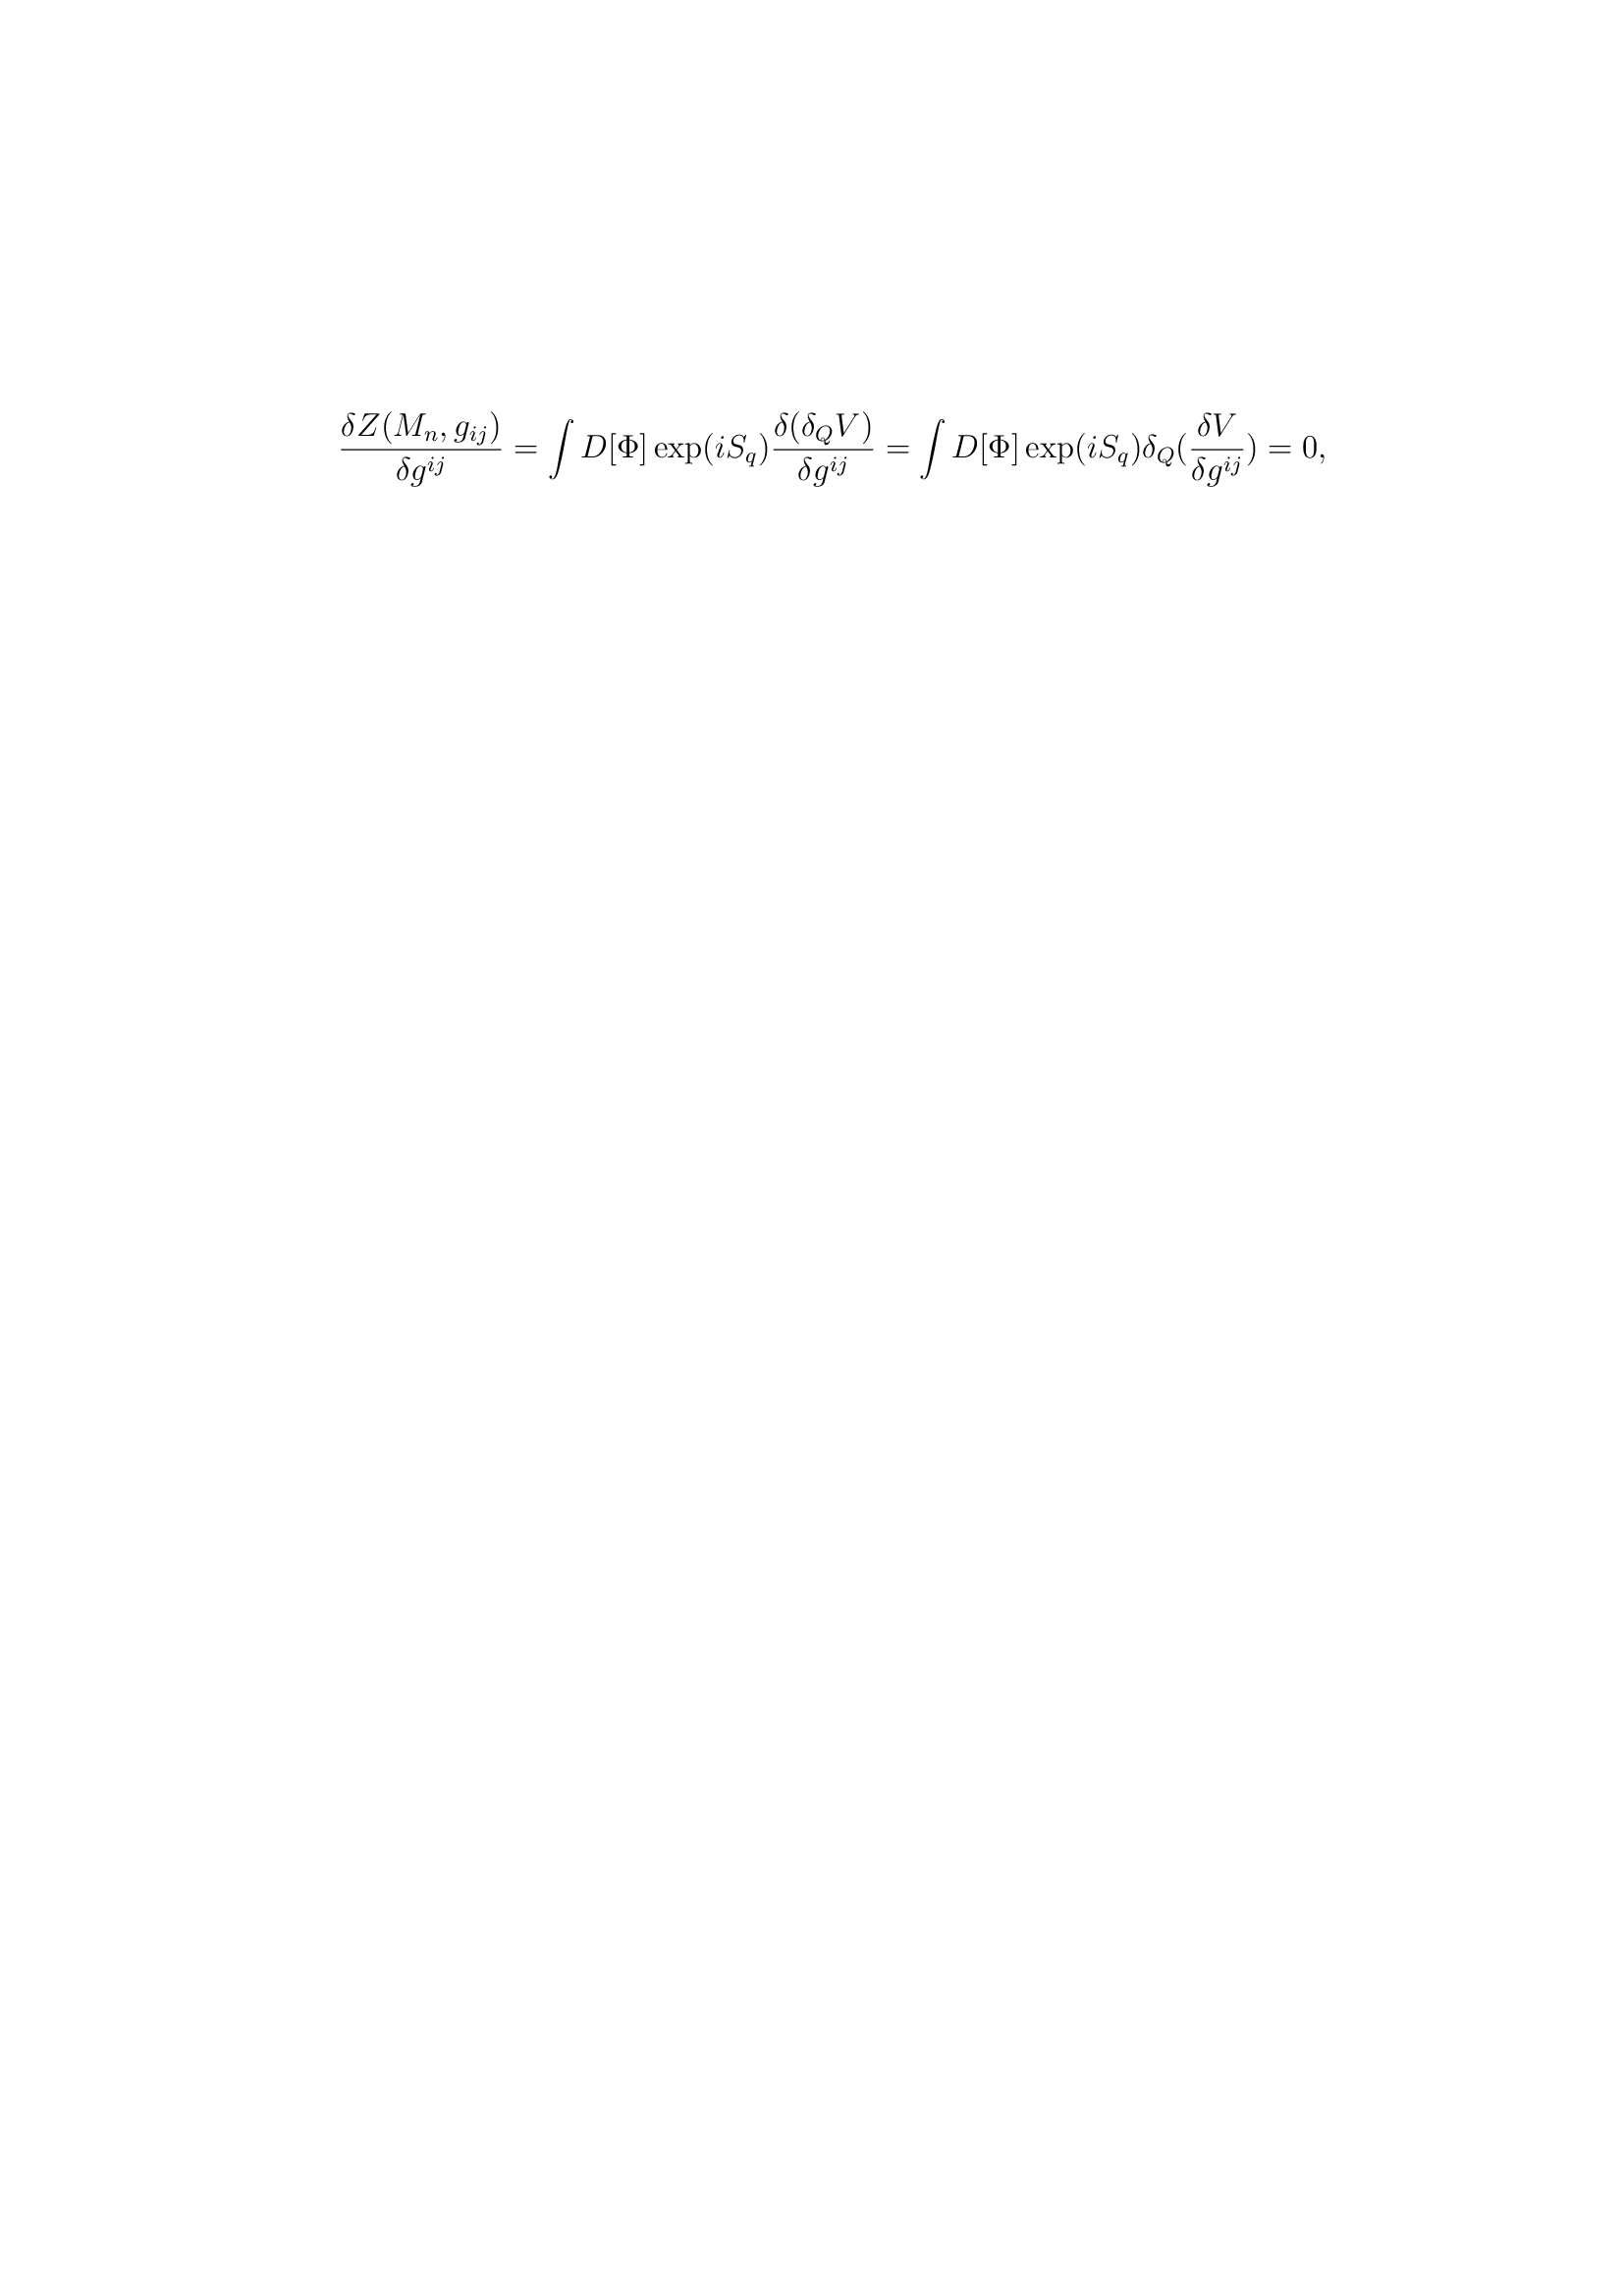 \frac{\delta Z(M_n, g_{ij})}{\delta g^{ij}} = \int D[\Phi] \exp(iS_q) \frac{\delta(\delta_Q V)}{\delta g^{ij}} = \int D[\Phi] \exp(iS_q) \delta_Q (\frac{\delta V}{\delta g^{ij}}) = 0,